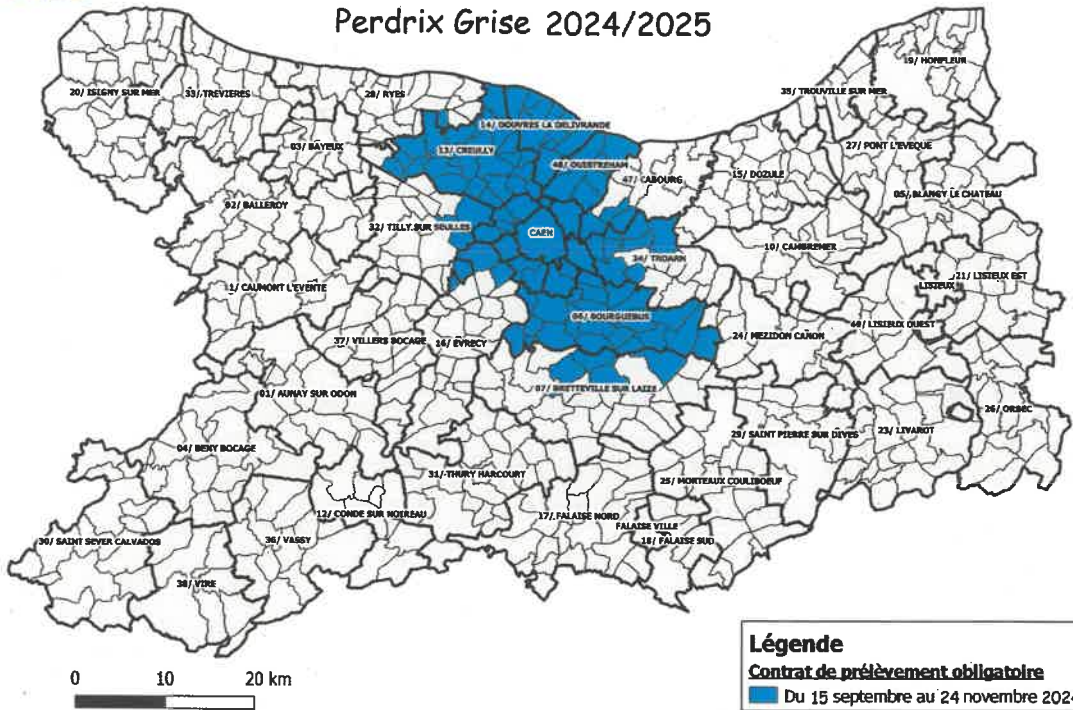 Perdrix Grise 2024/2025
19/ HONFLEUR
20/ ISIGNY SUR MER
33/ TREVIERES
28/ RYES
35/ TROUVILLE SUR MER
14/ DOUVRES LA DELIVRANDE
03/ BAYEUX
13/ CREULLY
27/ PONT L'EVEQUE
48/ OUISTREHAM
47/ CABOURG
15/ DOZULE
05/ BLANGY LE CHATEAU
02/ BALLEROY
32/ TILLY SUR SEULLES
CAEN
10/ CAMBREMER
34/ TROARN
21/ LISIEUX EST
LISIEUX
1/ CAUMONT L'EVENTE
06/ BOURGUEBUS
LISIEUX OUEST
24/ MEZIDON CANON
37/ VILLERS BOCAGE
16/ EVRECY
07/ BRETTEVILLE SUR LAIZE
01/ AUNAY SUR ODON
26/ ORBEC
29/ SAINT PIERRE SUR DIVES
23/ LIVAROT
04/ BENY BOCAGE
31/ THURY HARCOURT
25/ MORTEAUX COULIBOEUF
12/ CONDE SUR NOIREAU
17/ FALAISE NORD
FALAISE VILLE
30/ SAINT SEVER CALVADOS
36/ VASSY
18/ FALAISE SUD
38/ VIRE
0 10 20 km
Légende
Contrat de prélèvement obligatoire
Du 15 septembre au 24 novembre 2024